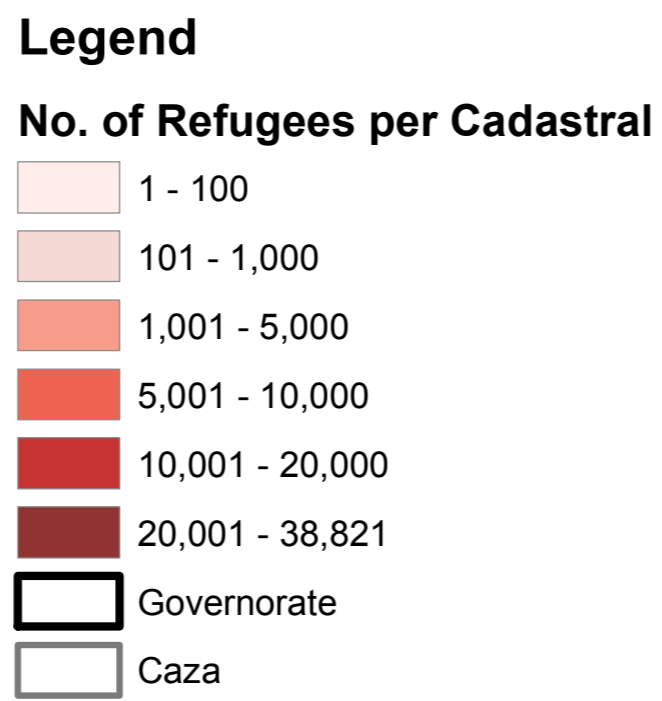 Legend
No. of Refugees per Cadastral
1 - 100
101 - 1,000
1,001 - 5,000
5,001 - 10,000
10,001 - 20,000
20,001 - 38,821
Governorate
Caza